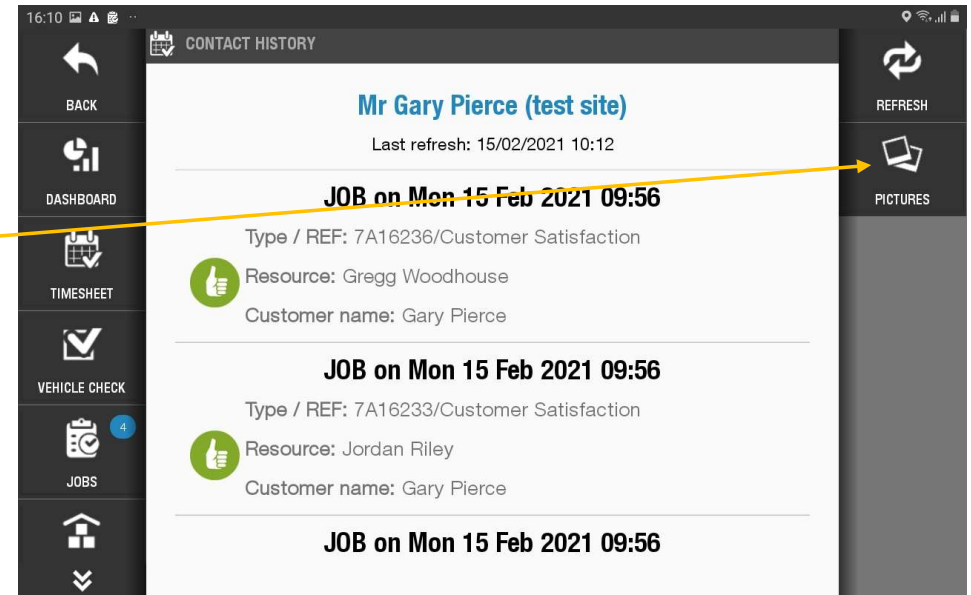 16:10
CONTACT HISTORY
BACK
REFRESH
Mr Gary Pierce (test site)
Last refresh: 15/02/2021 10:12
DASHBOARD
PICTURES
JOB on Mon 15 Feb 2021 09:56
Type / REF: 7A16236/Customer Satisfaction
Resource: Gregg Woodhouse
Customer name: Gary Pierce
TIMESHEET
VEHICLE CHECK
JOB on Mon 15 Feb 2021 09:56
Type / REF: 7A16233/Customer Satisfaction
Resource: Jordan Riley
Customer name: Gary Pierce
4
JOBS
JOB on Mon 15 Feb 2021 09:56